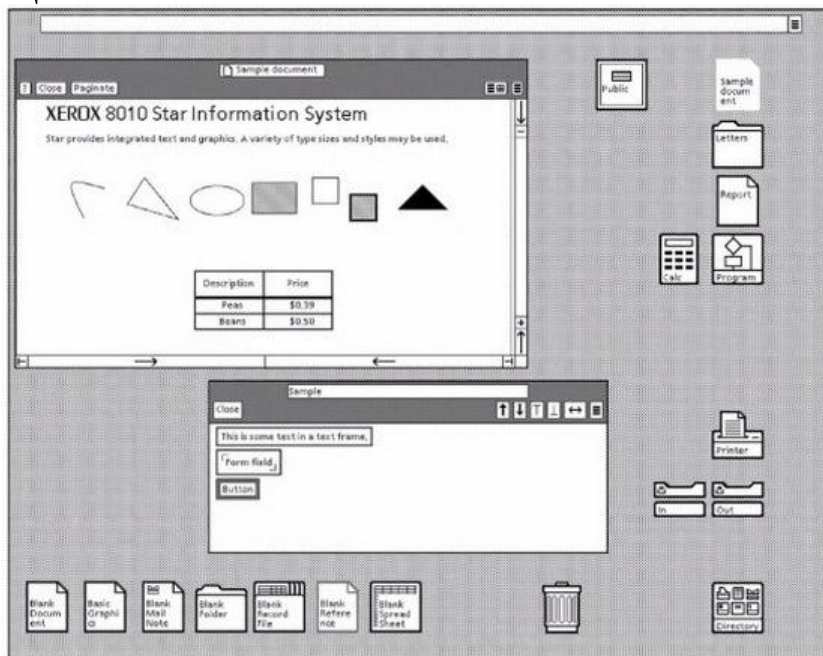 Sample document
? Close Paginate
XEROX 8010 Star Information System
Star provides integrated text and graphics. A variety of type sizes and styles may be used.
Description Price
Peas $0.39
Beans $0.50
Public
Sample
docum
ent
Letters
Report
Calc
Program
Sample
Close
This is some text in a text frame.
Form field
Button
Printer
In
Out
Blank
Docum
ent
Basic
Graphi
c
Blank
Mail
Note
Blank
Folder
Blank
Record
File
Blank
Refere
nce
Blank
Spread
Sheet
Directory